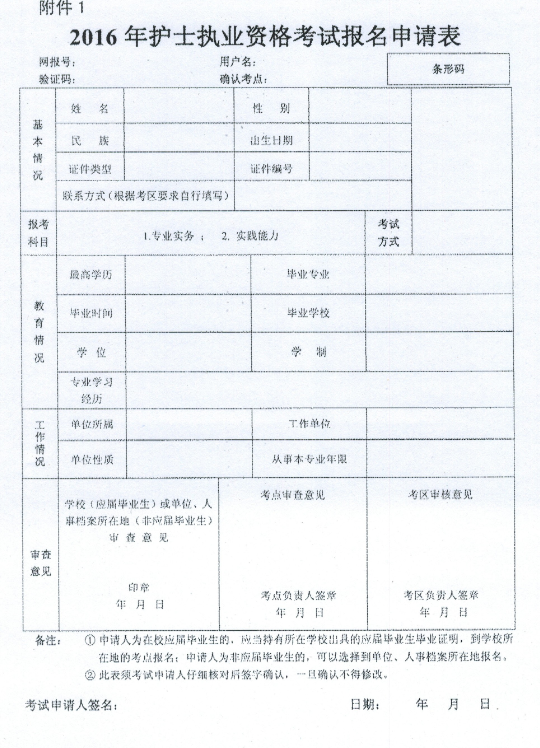 附件1
2016年护士执业资格考试报名申请表
网报号： 用户名：
验证码： 确认考点：
条形码
基本情况
姓 名 性 别
民 族 出生日期
证件类型 证件编号
联系方式（根据考区要求自行填写）
报考科目 1.专业实务 ； 2. 实践能力 考试方式
教育情况
最高学历 毕业专业
毕业时间 毕业学校
学 位 学 制
专业学习经历
工作情况
单位所属 工作单位
单位性质 从事本专业年限
审查意见
学校（应届毕业生）或单位、人
事档案所在地（非应届毕业生）
审 查 意 见
印章
年 月 日
考点审查意见
考点负责人签章
年 月 日
考区审核意见
考区负责人签章
年 月 日
备注： ① 申请人为在校应届毕业生的，应当持有所在学校出具的应届毕业生毕业证明，到学校所
在地的考点报名；申请人为非应届毕业生的，可以选择到单位、人事档案所在地报名。
② 此表须考试申请人仔细核对后签字确认，一旦确认不得修改。
考试申请人签名： 日期： 年 月 日